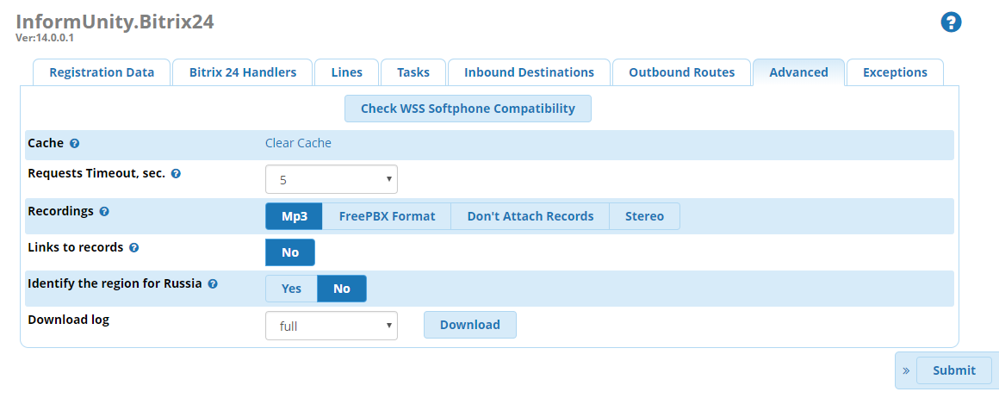 InformUnity.Bitrix24
Ver:14.0.0.1
Registration Data Bitrix 24 Handlers Lines Tasks Inbound Destinations Outbound Routes Advanced Exceptions
Check WSS Softphone Compatibility
Cache Clear Cache
Requests Timeout, sec. 5
Recordings Mp3 FreePBX Format Don't Attach Records Stereo
Links to records No
Identify the region for Russia Yes No
Download log full Download
» Submit